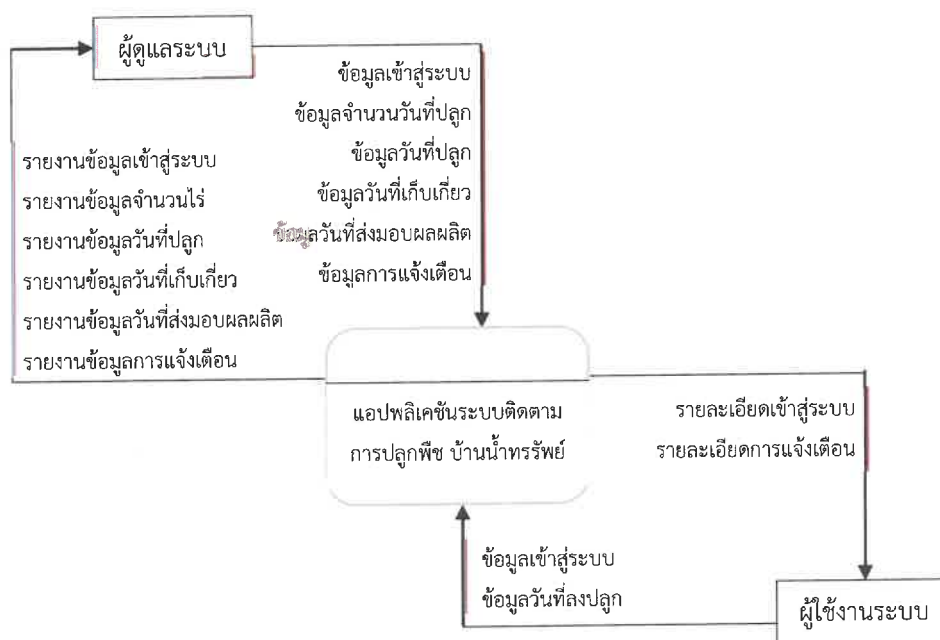 ผู้ดูแลระบบ
ข้อมูลเข้าสู่ระบบ
ข้อมูลจำนวนวันที่ปลูก
ข้อมูลวันที่ปลูก
ข้อมูลวันที่เก็บเกี่ยว
ข้อมูลวันที่ส่งมอบผลผลิต
ข้อมูลการแจ้งเตือน
รายงานข้อมูลเข้าสู่ระบบ
รายงานข้อมูลจำนวนไร่
รายงานข้อมูลวันที่ปลูก
รายงานข้อมูลวันที่เก็บเกี่ยว
รายงานข้อมูลวันที่ส่งมอบผลผลิต
รายงานข้อมูลการแจ้งเตือน
แอปพลิเคชันระบบติดตาม
การปลูกพืช บ้านน้ำทรรัพย์
รายละเอียดเข้าสู่ระบบ
รายละเอียดการแจ้งเตือน
ข้อมูลเข้าสู่ระบบ
ข้อมูลวันที่ลงปลูก
ผู้ใช้งานระบบ